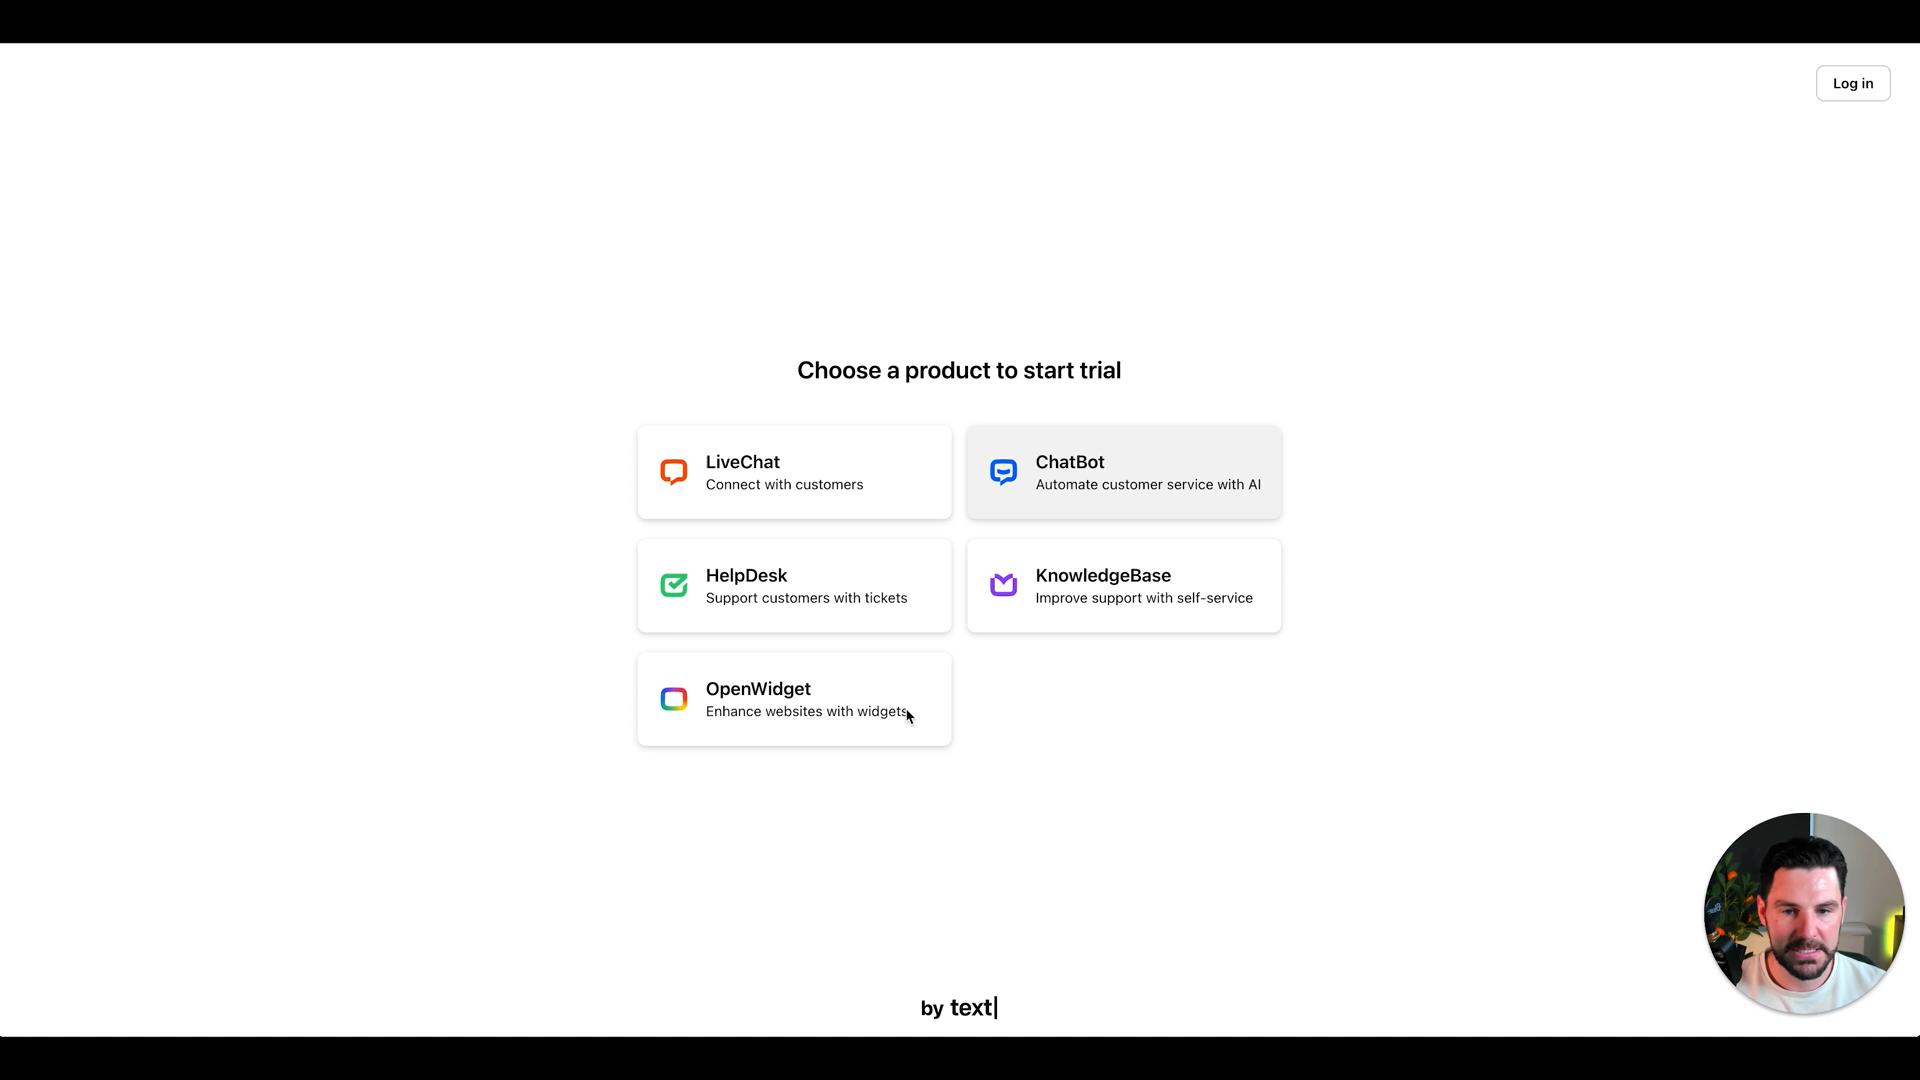 Log in
Choose a product to start trial
LiveChat
Connect with customers
ChatBot
Automate customer service with AI
HelpDesk
Support customers with tickets
KnowledgeBase
Improve support with self-service
OpenWidget
Enhance websites with widgets
by text|